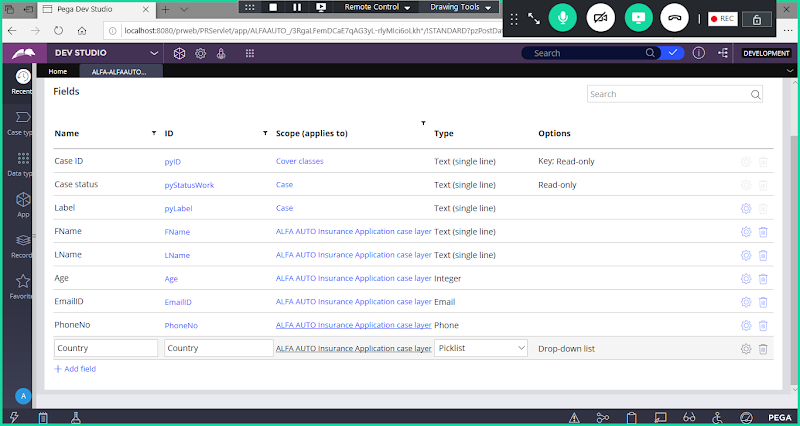 Pega Dev Studio
Remote Control
Drawing Tools
REC
localhost:8080/prweb/PRServlet/app/ALFAAUTO_/3RgaLFemDCaE7qAG3yL-rlyMIci6oLkh*/!STANDARD?pzPostData
DEV STUDIO
Search
DEVELOPMENT
Home
ALFA-ALFAAUTO...
Recent
Case typ
Data type
App
Record
Favorite
A
Fields
Search
Name ID Scope (applies to) Type Options
Case ID pyID Cover classes Text (single line) Key: Read-only
Case status pyStatusWork Case Text (single line) Read-only
Label pyLabel Case Text (single line)
FName FName ALFA AUTO Insurance Application case layer Text (single line)
LName LName ALFA AUTO Insurance Application case layer Text (single line)
Age Age ALFA AUTO Insurance Application case layer Integer
EmailID EmailID ALFA AUTO Insurance Application case layer Email
PhoneNo PhoneNo ALFA AUTO Insurance Application case layer Phone
Country Country ALFA AUTO Insurance Application case layer Picklist Drop-down list
+ Add field
PEGA